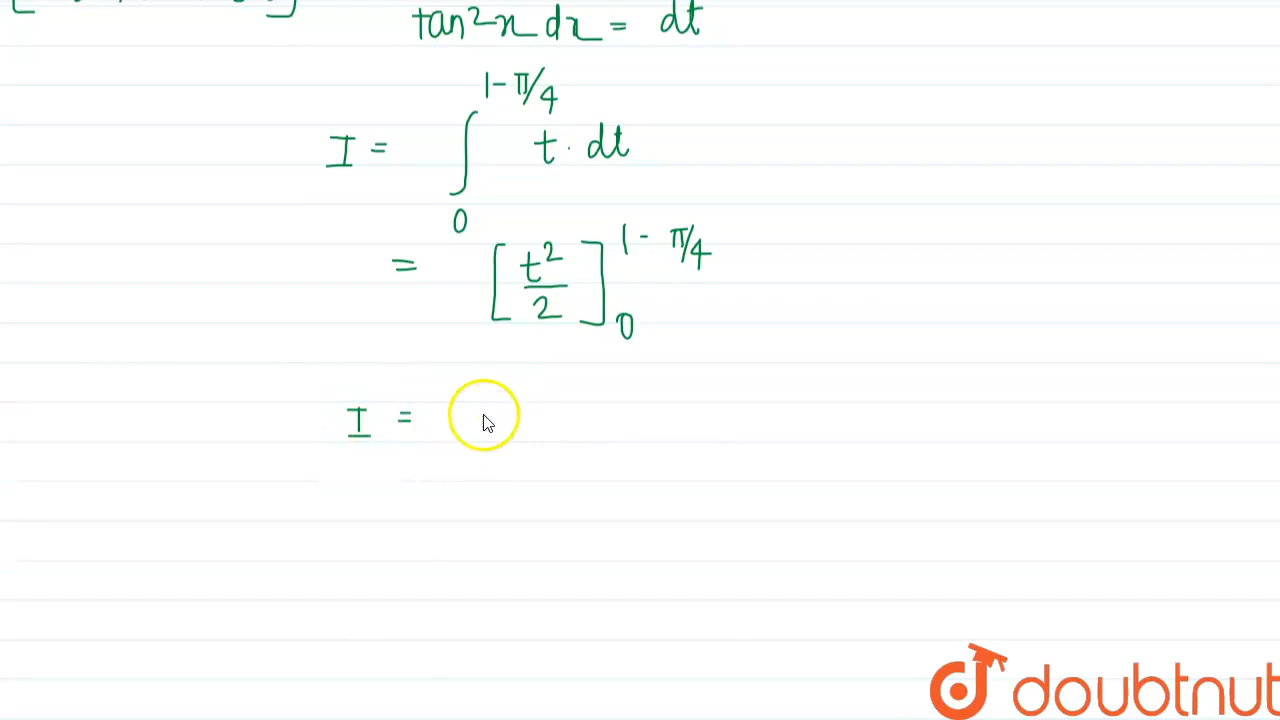 tan²x dx = dt
1 - π/4
I = ∫ t. dt
0
= [t²/2] 1 - π/4
0
I =
doubtnut